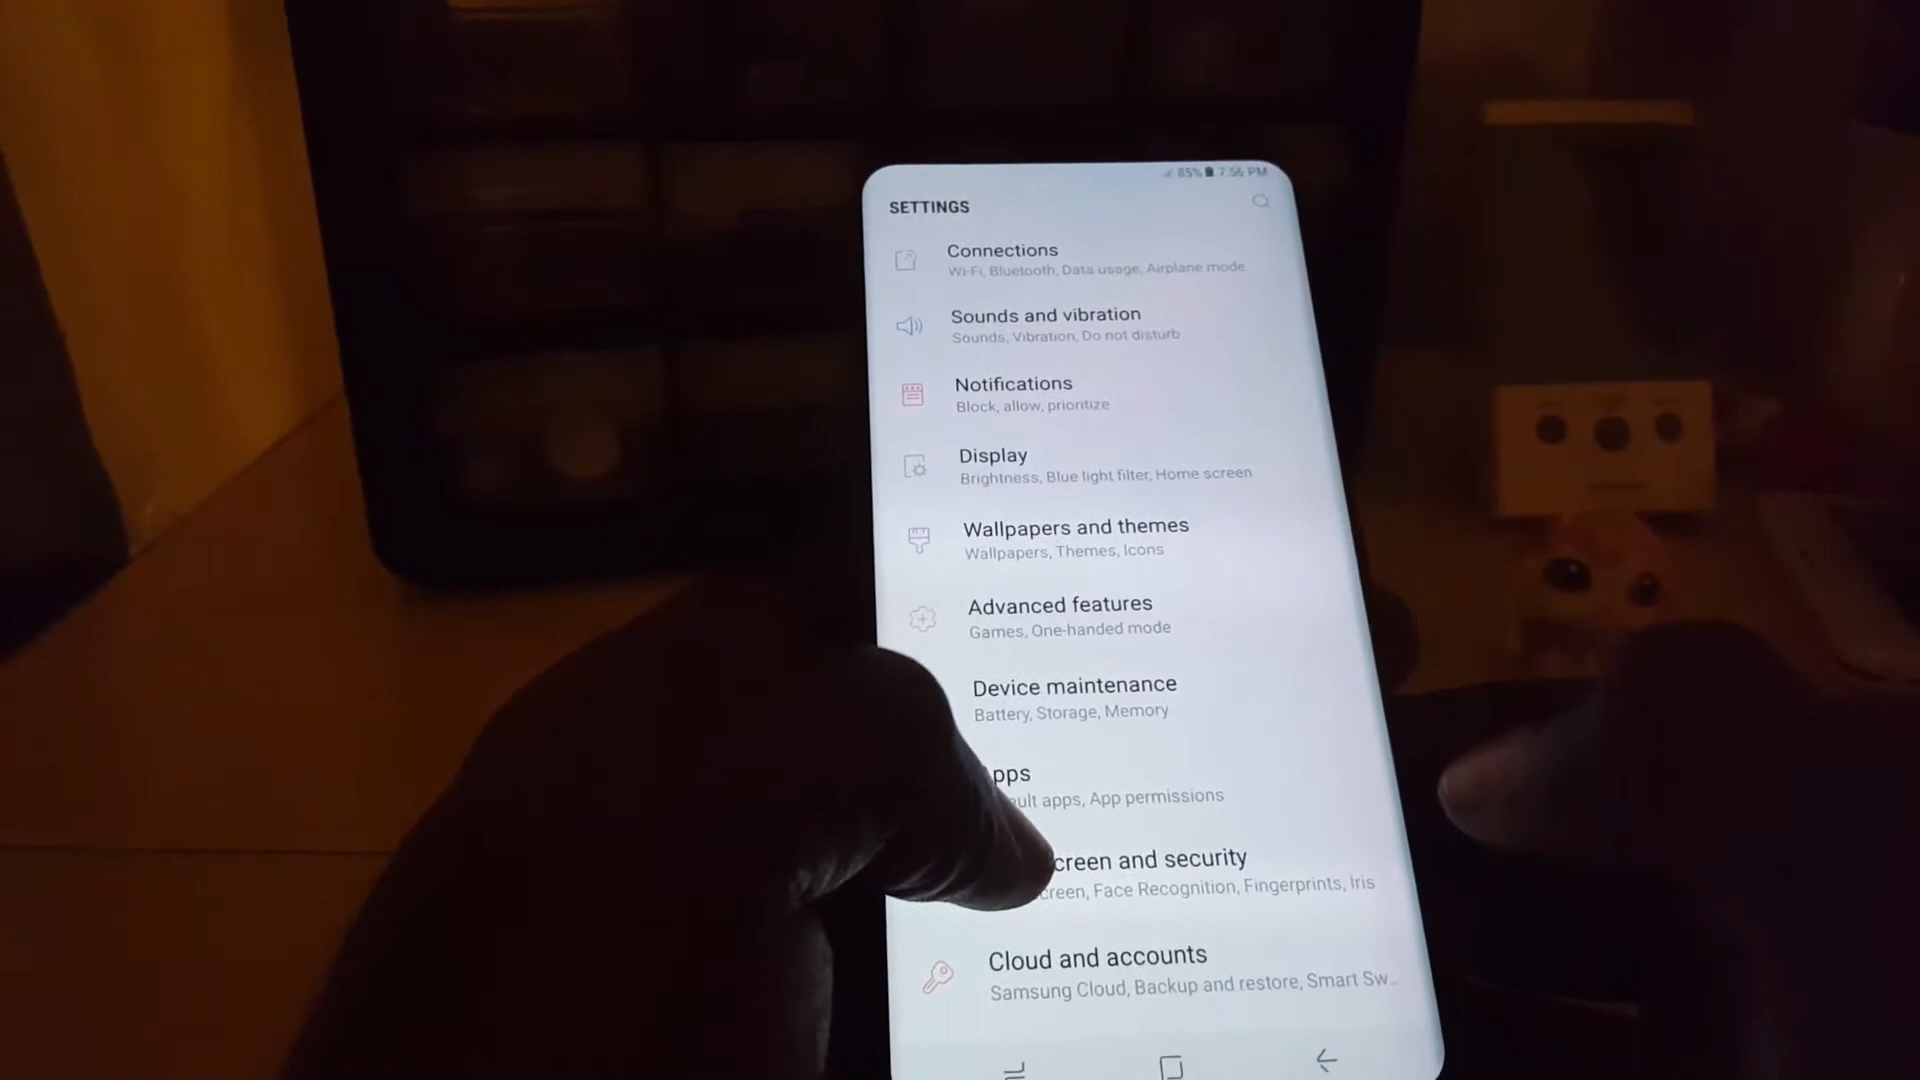 85% 7:56 PM
SETTINGS
Connections
Wi-Fi, Bluetooth, Data usage, Airplane mode
Sounds and vibration
Sounds, Vibration, Do not disturb
Notifications
Block, allow, prioritize
Display
Brightness, Blue light filter, Home screen
Wallpapers and themes
Wallpapers, Themes, Icons
Advanced features
Games, One-handed mode
Device maintenance
Battery, Storage, Memory
pps
ault apps, App permissions
creen and security
creen, Face Recognition, Fingerprints, Iris
Cloud and accounts
Samsung Cloud, Backup and restore, Smart Sw...